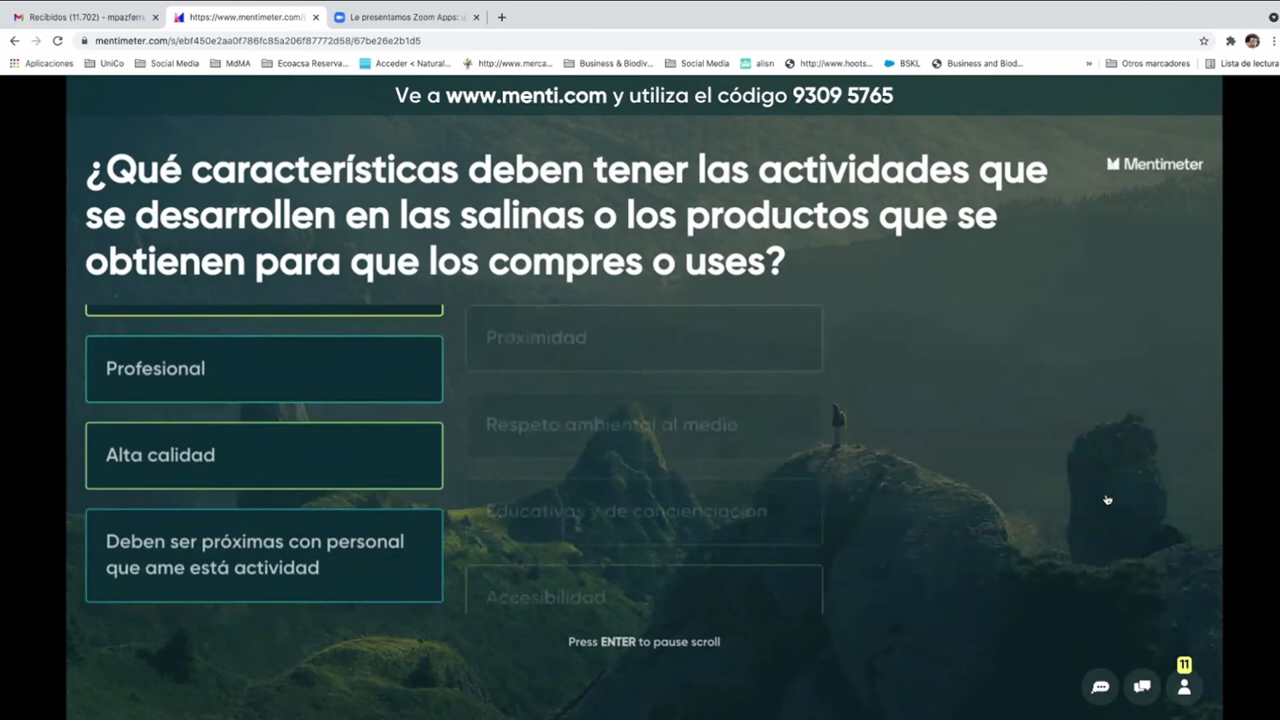 Recibidos (11.702) - mpazferr
https://www.mentimeter.com/
Le presentamos Zoom Apps: d
mentimeter.com/s/ebf450e2aa0f786fc85a206f87772d58/67be26e2b1d5
Aplicaciones
UniCo
Social Media
MdMA
Ecoacsa Reserva...
Acceder < Natural...
http://www.merca...
Business & Biodiv...
Social Media
alisn
http://www.hoots...
BSKL
Business and Biod...
»
Otros marcadores
Lista de lectura
Ve a www.menti.com y utiliza el código 9309 5765
¿Qué características deben tener las actividades que
se desarrollen en las salinas o los productos que se
obtienen para que los compres o uses?
Mentimeter
Profesional
Alta calidad
Deben ser próximas con personal
que ame está actividad
Proximidad
Respeto ambiental al medio
Educativas y de concienciación
Accesibilidad
Press ENTER to pause scroll
11